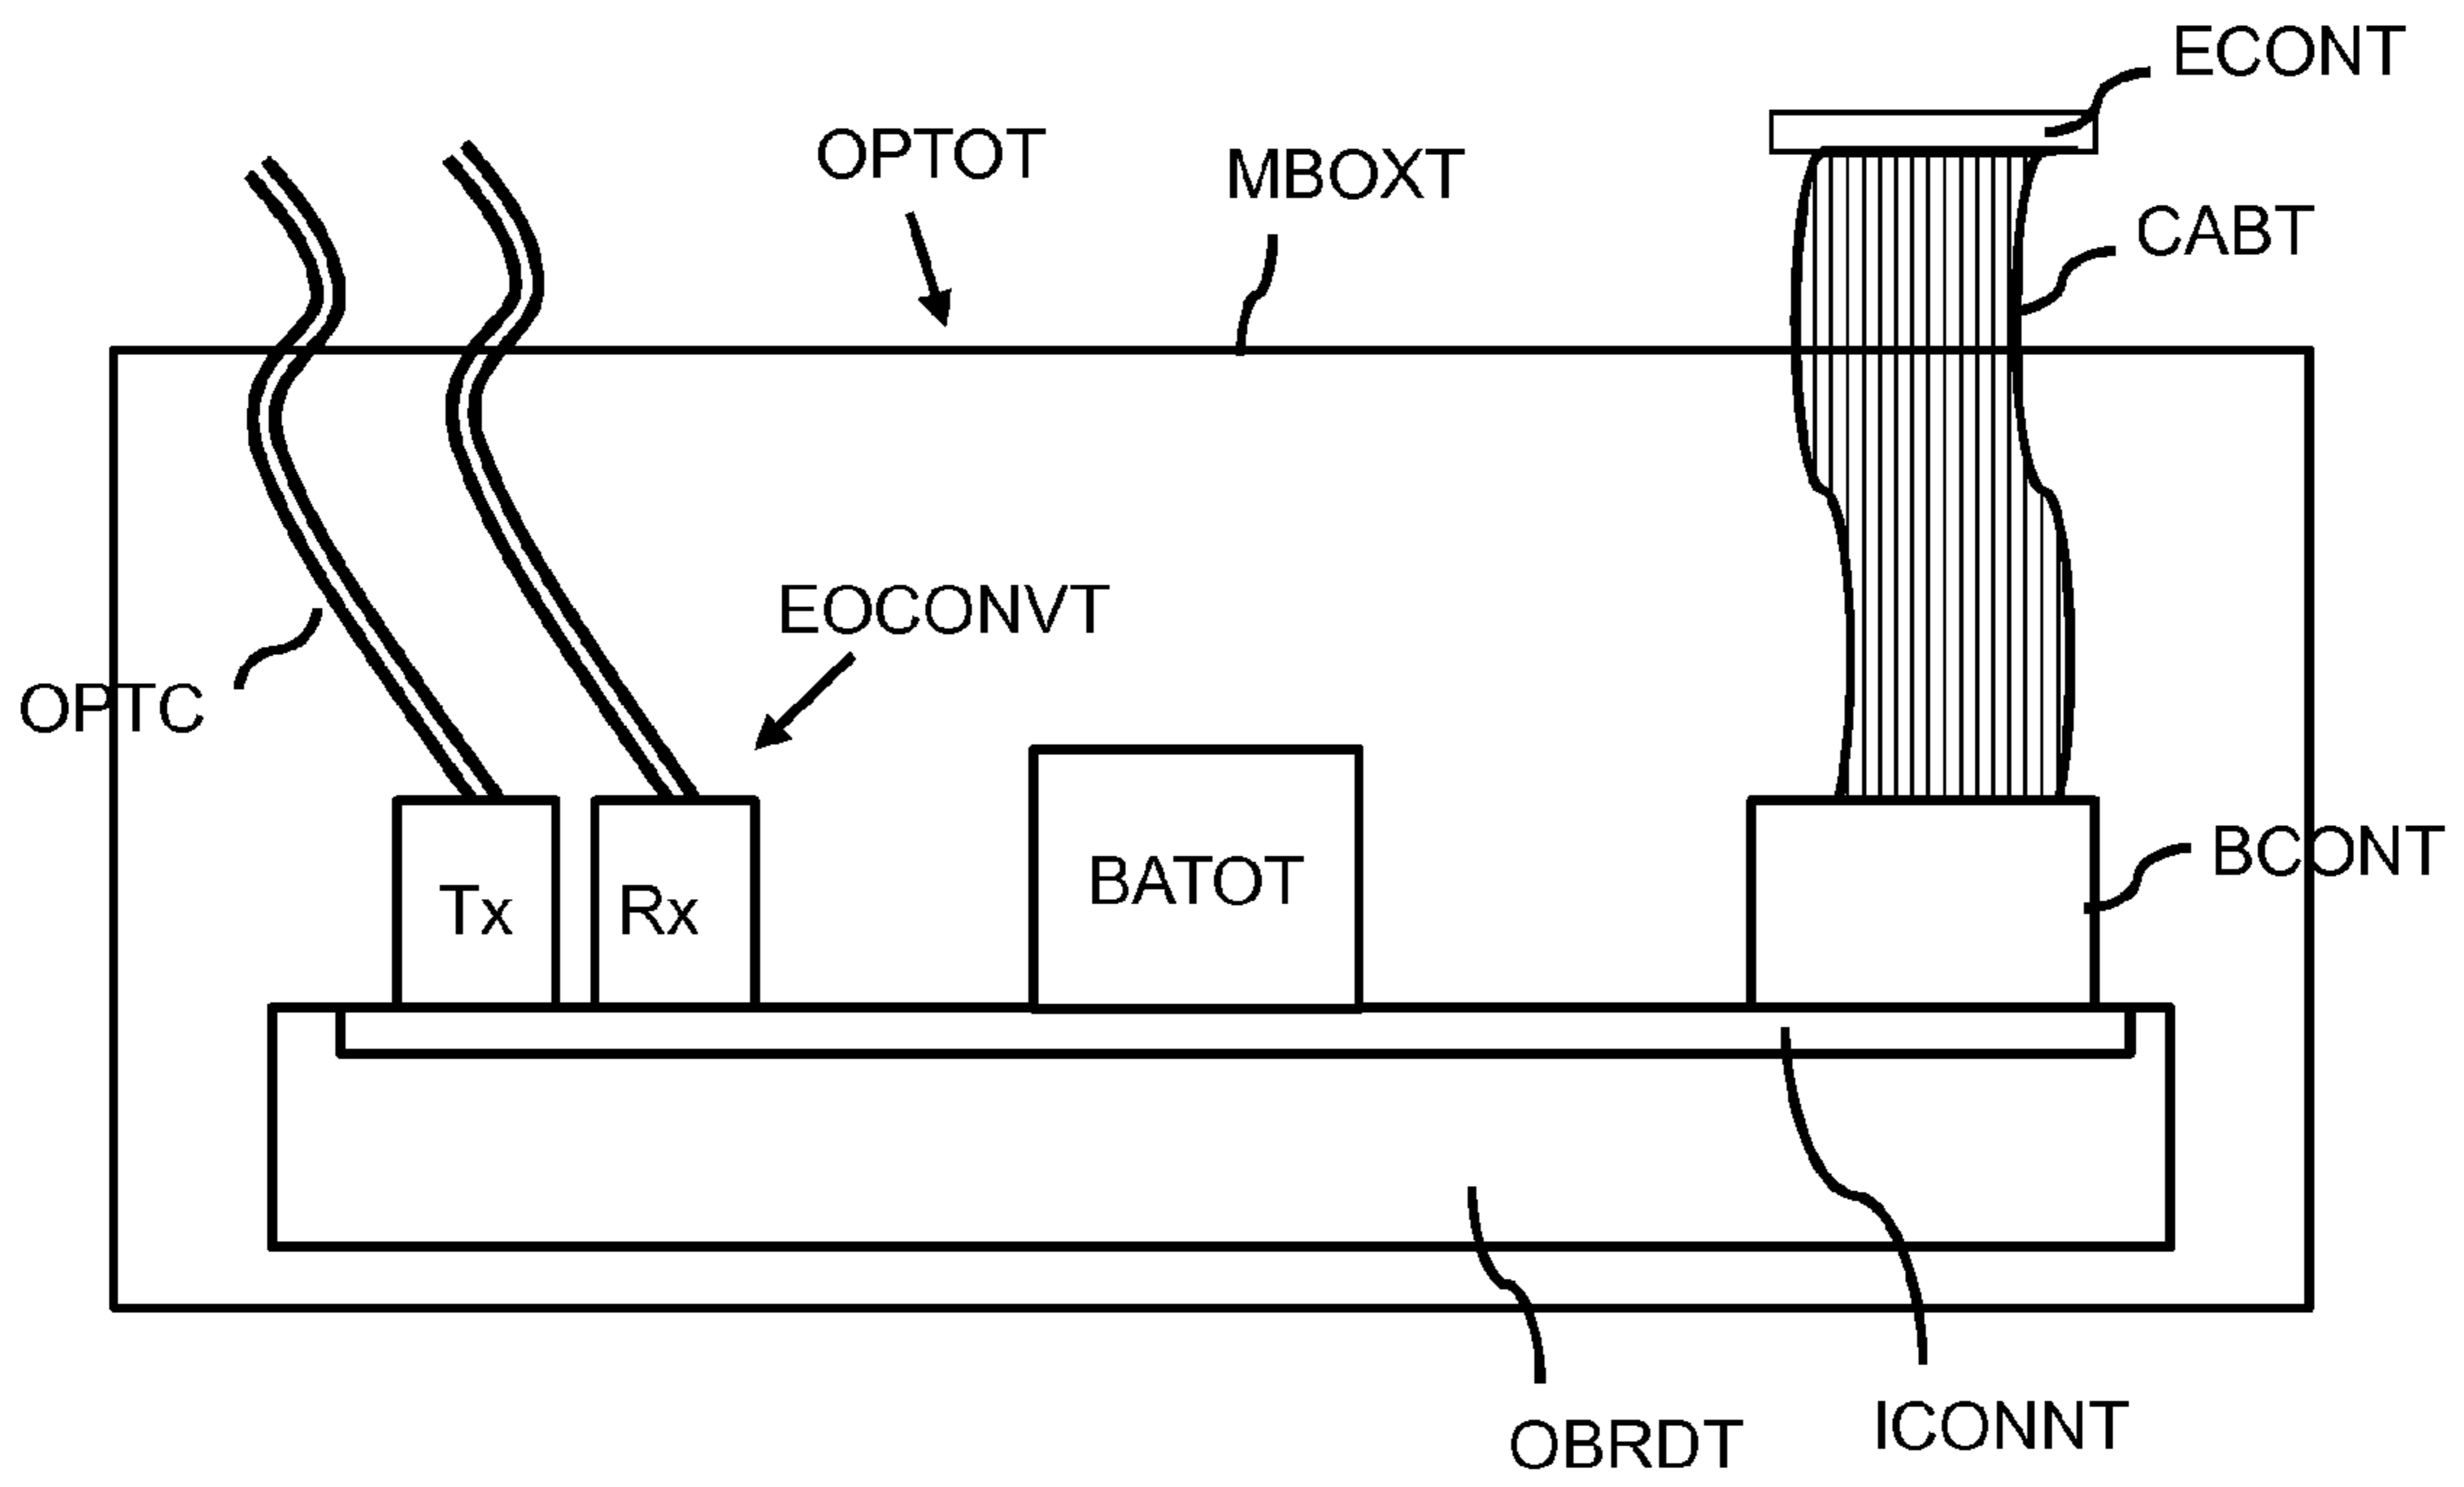 ECONT
OPTOT
MBOXT
CABT
EOCONVT
OPTC
BATOT
BCONT
Tx
Rx
ICONNT
OBRDT